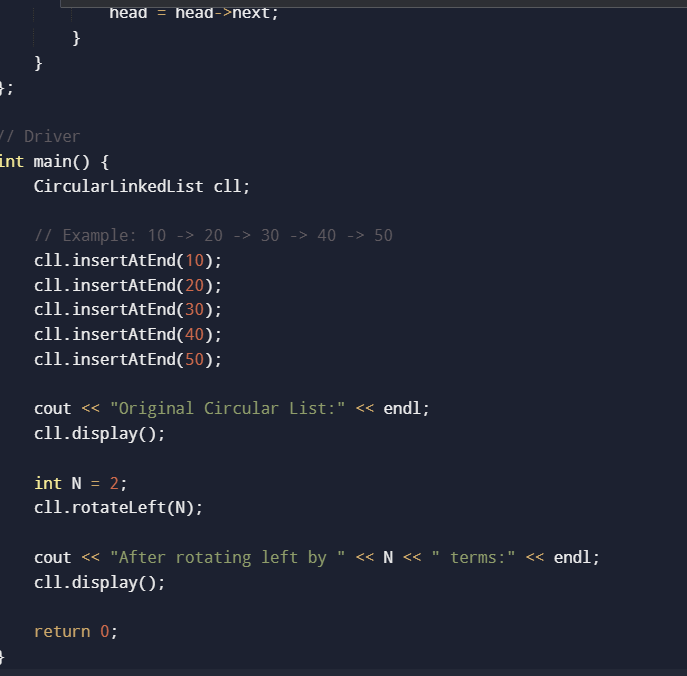 head = head->next;
}
}
};
// Driver
int main() {
CircularLinkedList cll;
// Example: 10 -> 20 -> 30 -> 40 -> 50
cll.insertAtEnd(10);
cll.insertAtEnd(20);
cll.insertAtEnd(30);
cll.insertAtEnd(40);
cll.insertAtEnd(50);
cout << "Original Circular List:" << endl;
cll.display();
int N = 2;
cll.rotateLeft(N);
cout << "After rotating left by " << N << " terms:" << endl;
cll.display();
return 0;
}